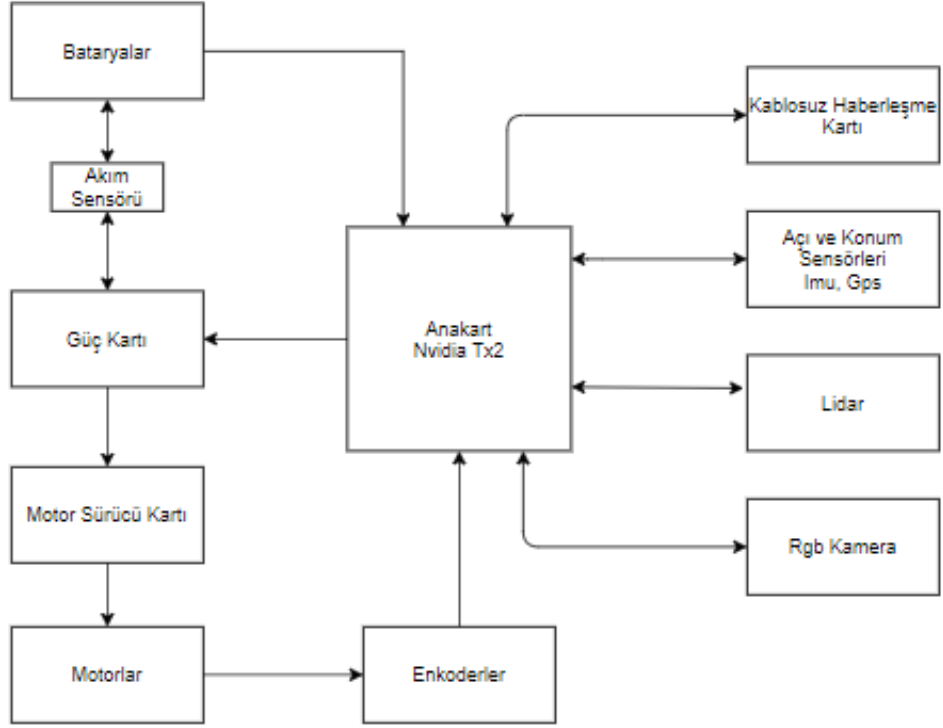 Bataryalar
Akım
Sensörü
Güç Kartı
Motor Sürücü Kartı
Motorlar
Enkoderler
Anakart
Nvidia Tx2
Kablosuz Haberleşme
Kartı
Açı ve Konum
Sensörleri
Imu, Gps
Lidar
Rgb Kamera